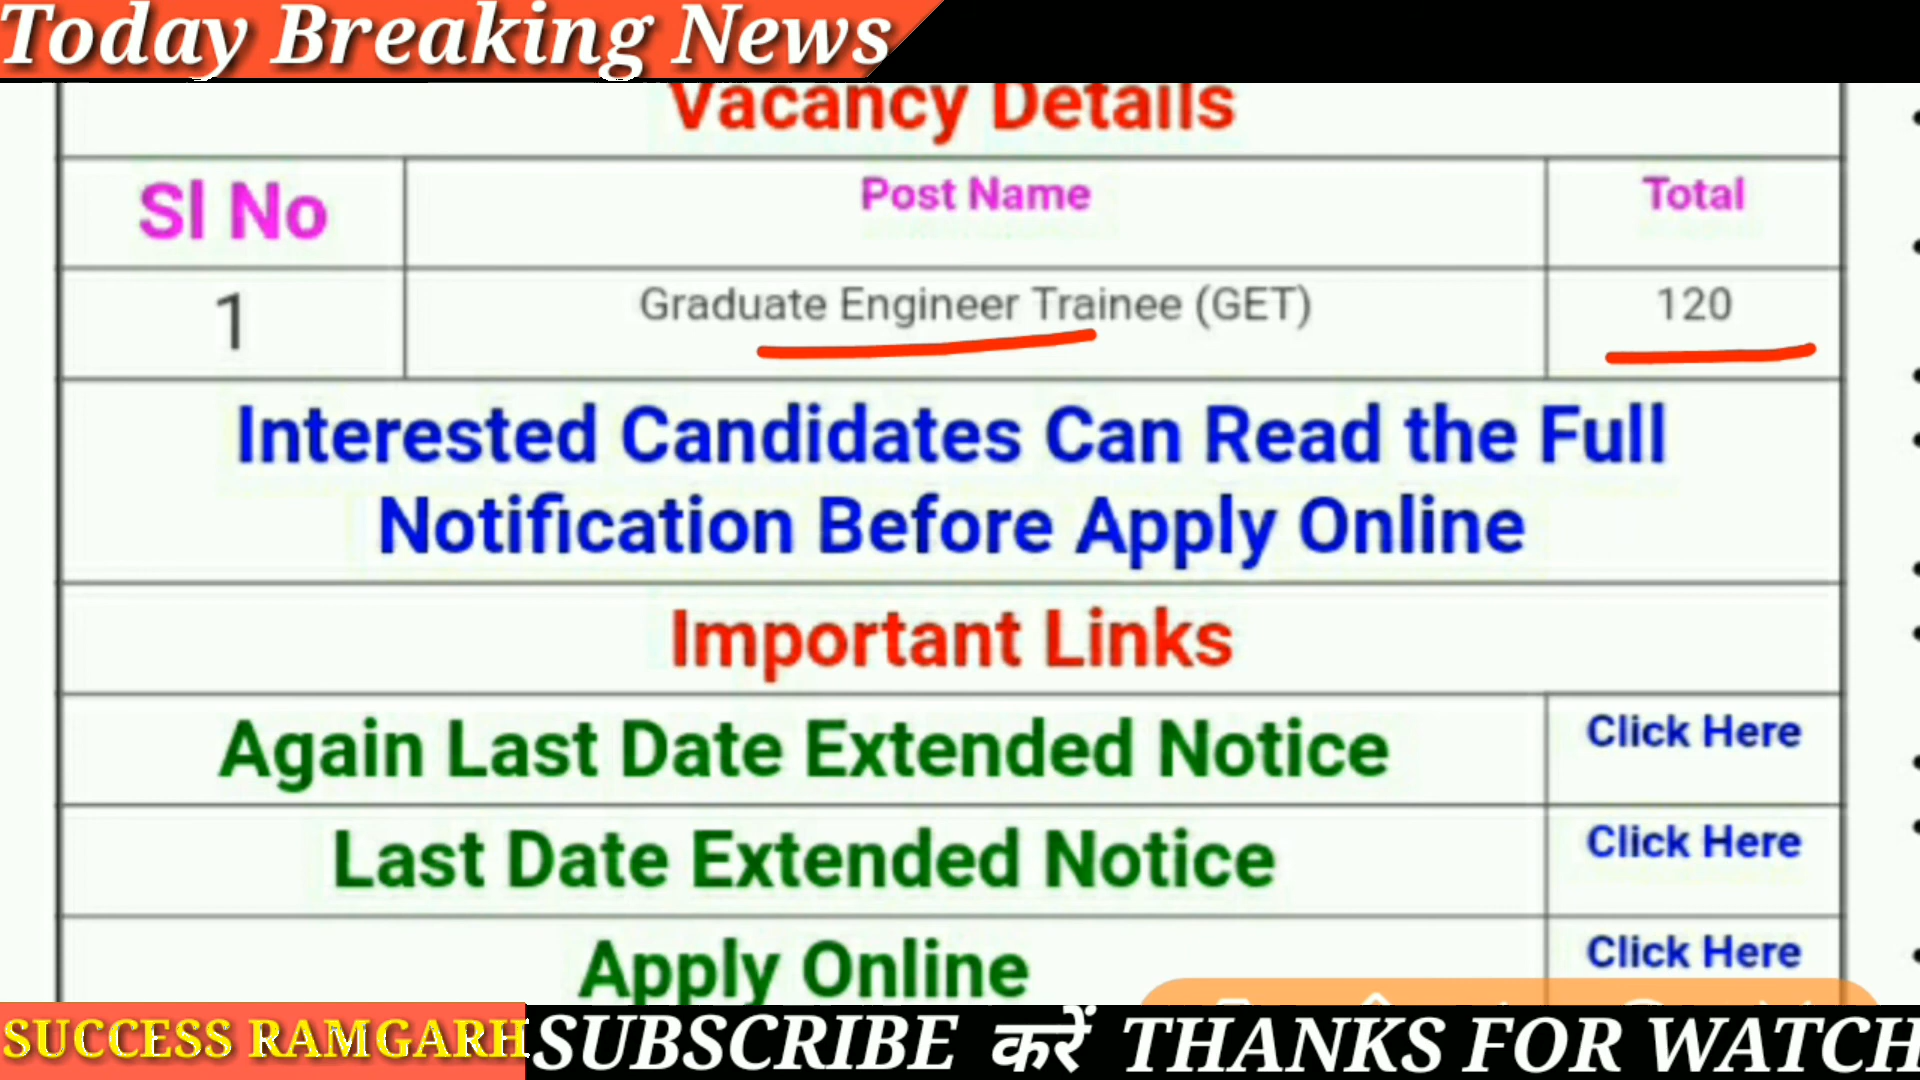 Today Breaking News
Vacancy Details
Sl No Post Name Total
1 Graduate Engineer Trainee (GET) 120
Interested Candidates Can Read the Full
Notification Before Apply Online
Important Links
Again Last Date Extended Notice Click Here
Last Date Extended Notice Click Here
Apply Online Click Here
SUCCESS RAMGARH SUBSCRIBE करें THANKS FOR WATCH